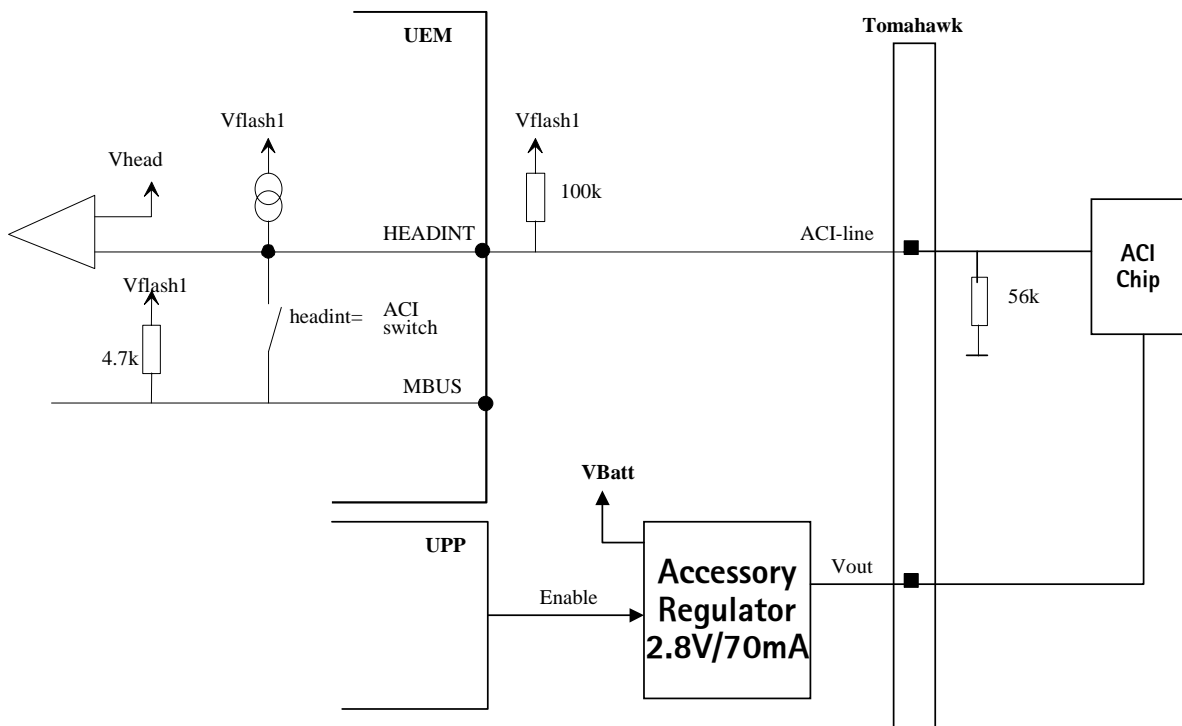 UEM
Tomahawk
Vflash1
Vflash1
Vhead
100k
HEADINT
ACI-line
ACI
Chip
Vflash1
headint=
ACI
switch
56k
4.7k
MBUS
VBatt
UPP
Accessory
Regulator
2.8V/70mA
Vout
Enable